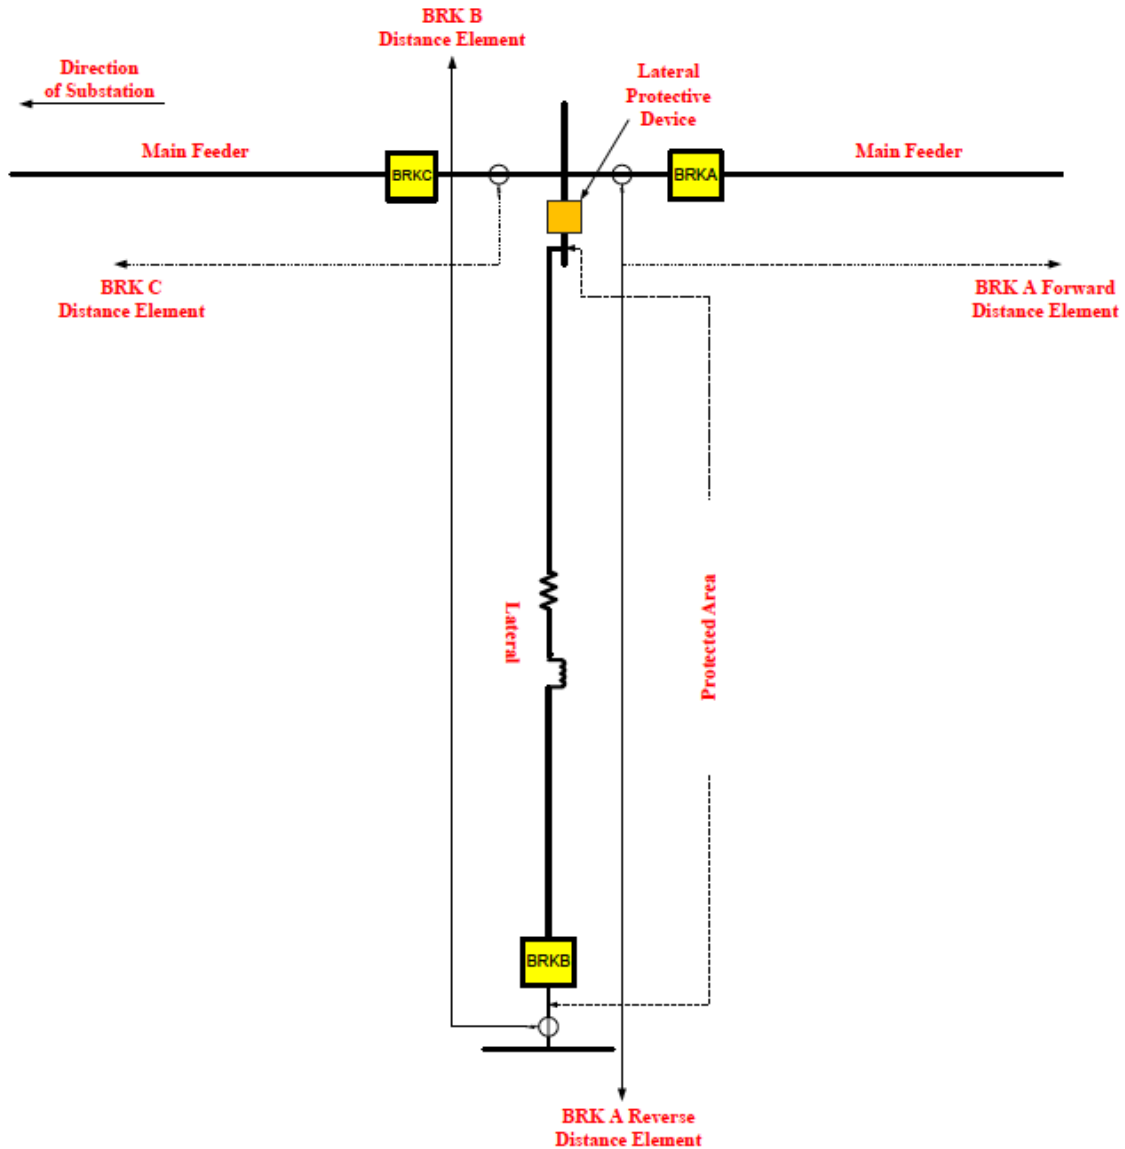 BRK B
Distance Element
Direction
of Substation
Lateral
Protective
Device
Main Feeder
BRKC
BRKA
Main Feeder
BRK C
Distance Element
BRK A Forward
Distance Element
Lateral
Protected Area
BRKB
BRK A Reverse
Distance Element